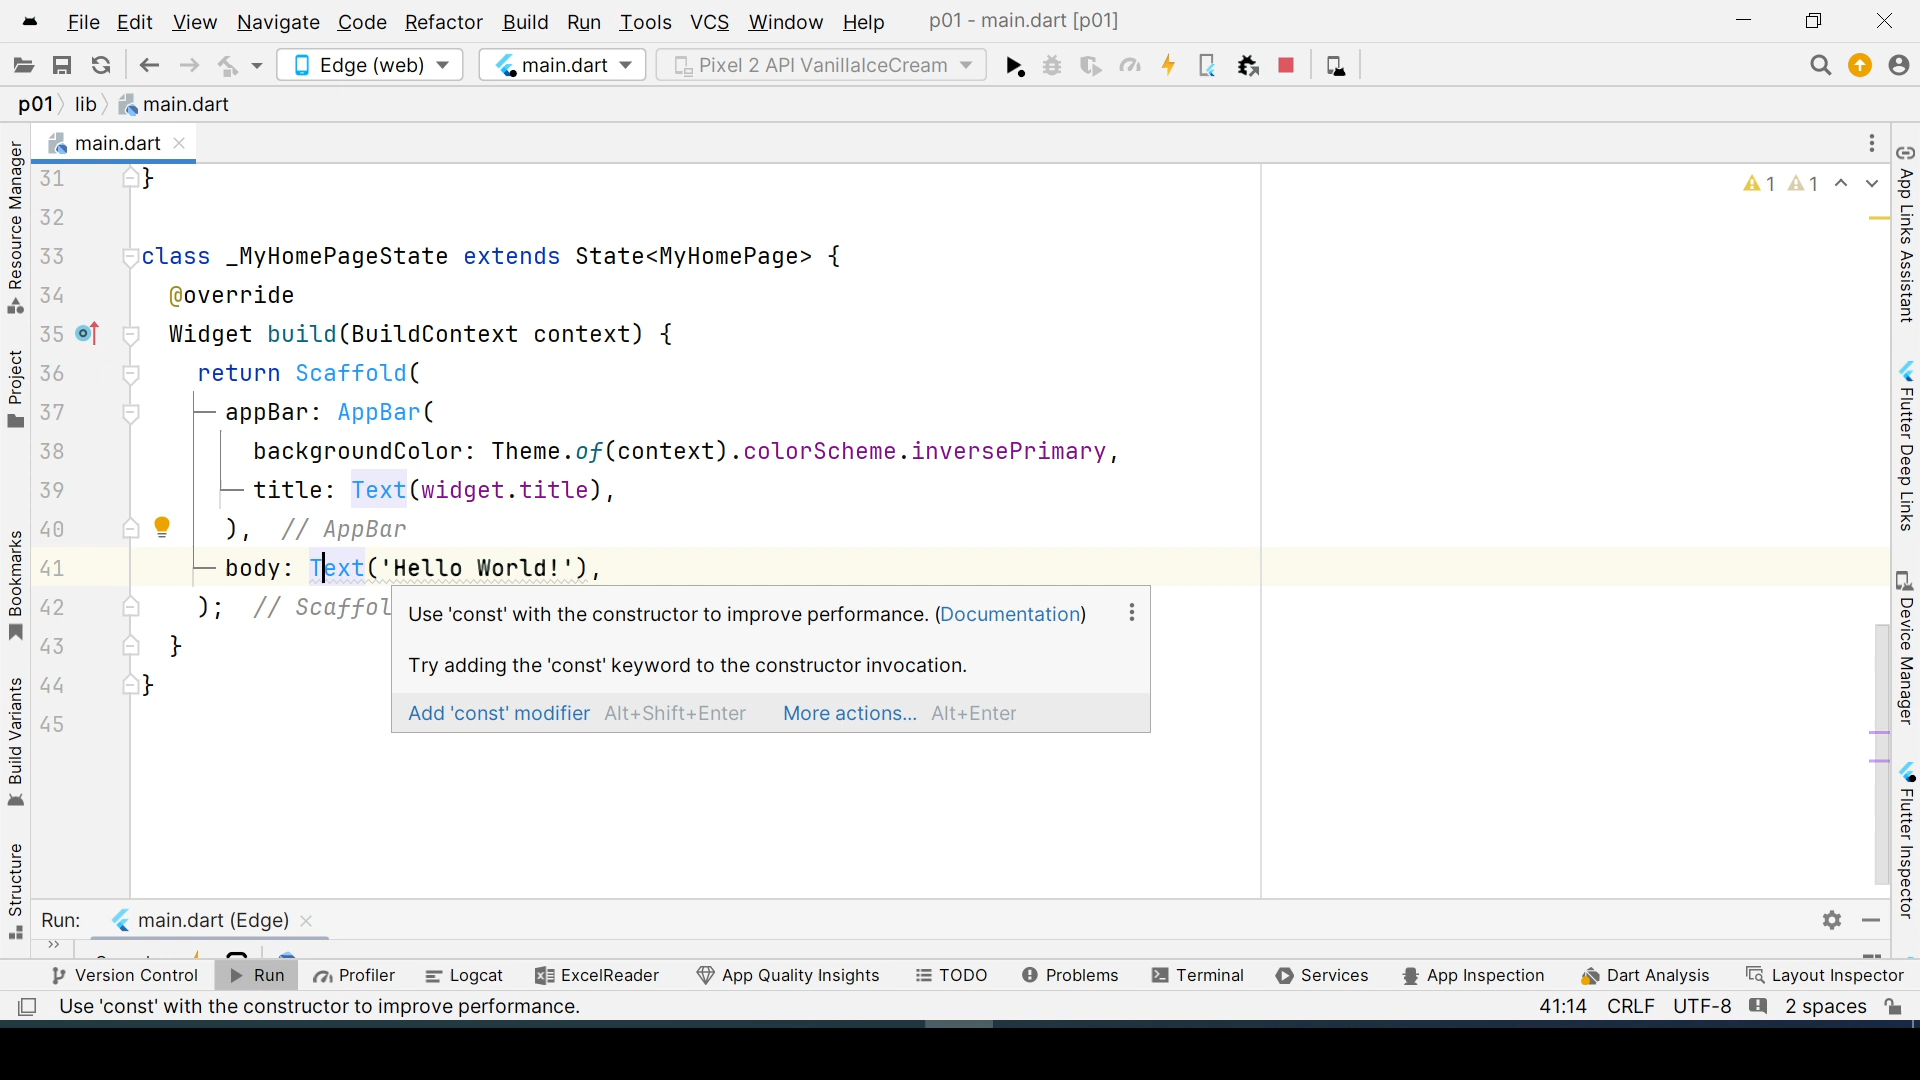 File Edit View Navigate Code Refactor Build Run Tools VCS Window Help p01 - main.dart [p01]
Edge (web) main.dart Pixel 2 API VanillaIceCream
p01 lib main.dart
main.dart
31 }
1 1
32
33 class _MyHomePageState extends State<MyHomePage> {
34 @override
35 Widget build(BuildContext context) {
36 return Scaffold(
37 appBar: AppBar(
38 backgroundColor: Theme.of(context).colorScheme.inversePrimary,
39 title: Text(widget.title),
40 ), // AppBar
41 body: Text('Hello World!'),
42 ); // Scaffol
43 }
44 }
45
Use 'const' with the constructor to improve performance. (Documentation)
Try adding the 'const' keyword to the constructor invocation.
Add 'const' modifier Alt+Shift+Enter More actions... Alt+Enter
Resource Manager
Project
Bookmarks
Build Variants
Structure
App Links Assistant
Flutter Deep Links
Device Manager
Flutter Inspector
Run: main.dart (Edge)
Version Control Run Profiler Logcat ExcelReader App Quality Insights TODO Problems Terminal Services App Inspection Dart Analysis Layout Inspector
Use 'const' with the constructor to improve performance. 41:14 CRLF UTF-8 2 spaces